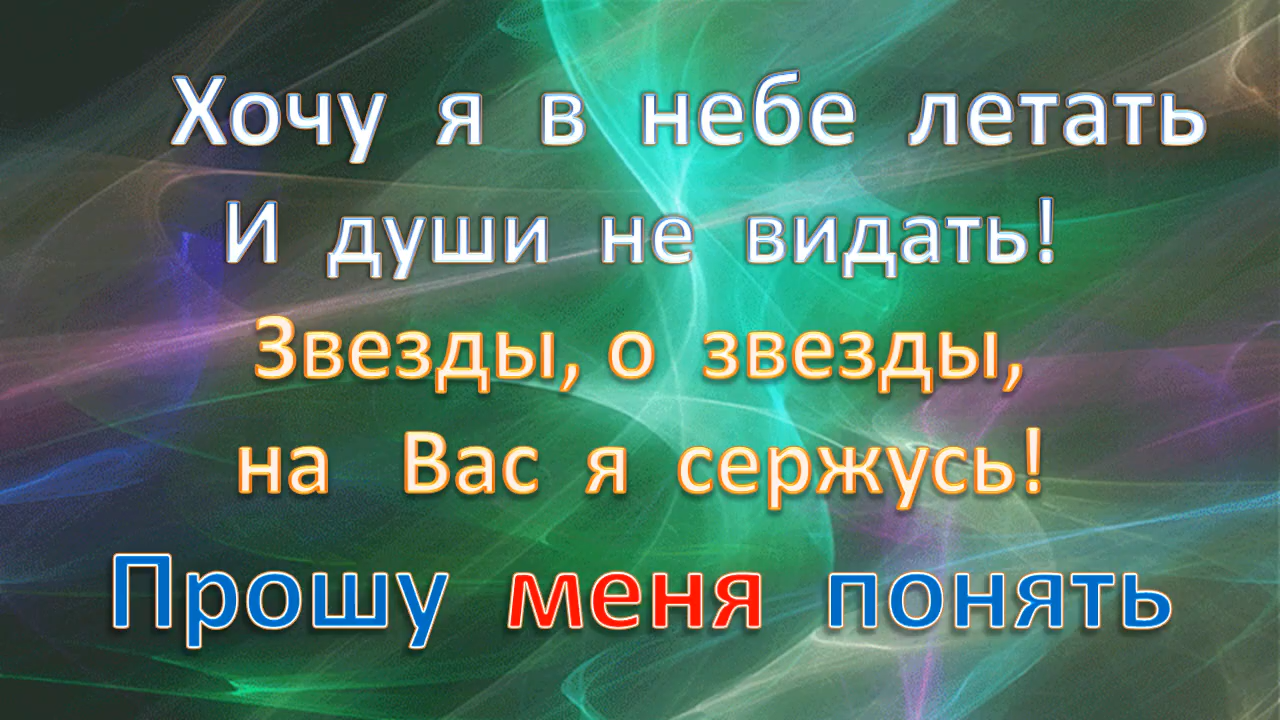 Хочу я в небе летать
И души не видать!
Звезды, о звезды,
на Вас я сержусь!
Прошу меня понять